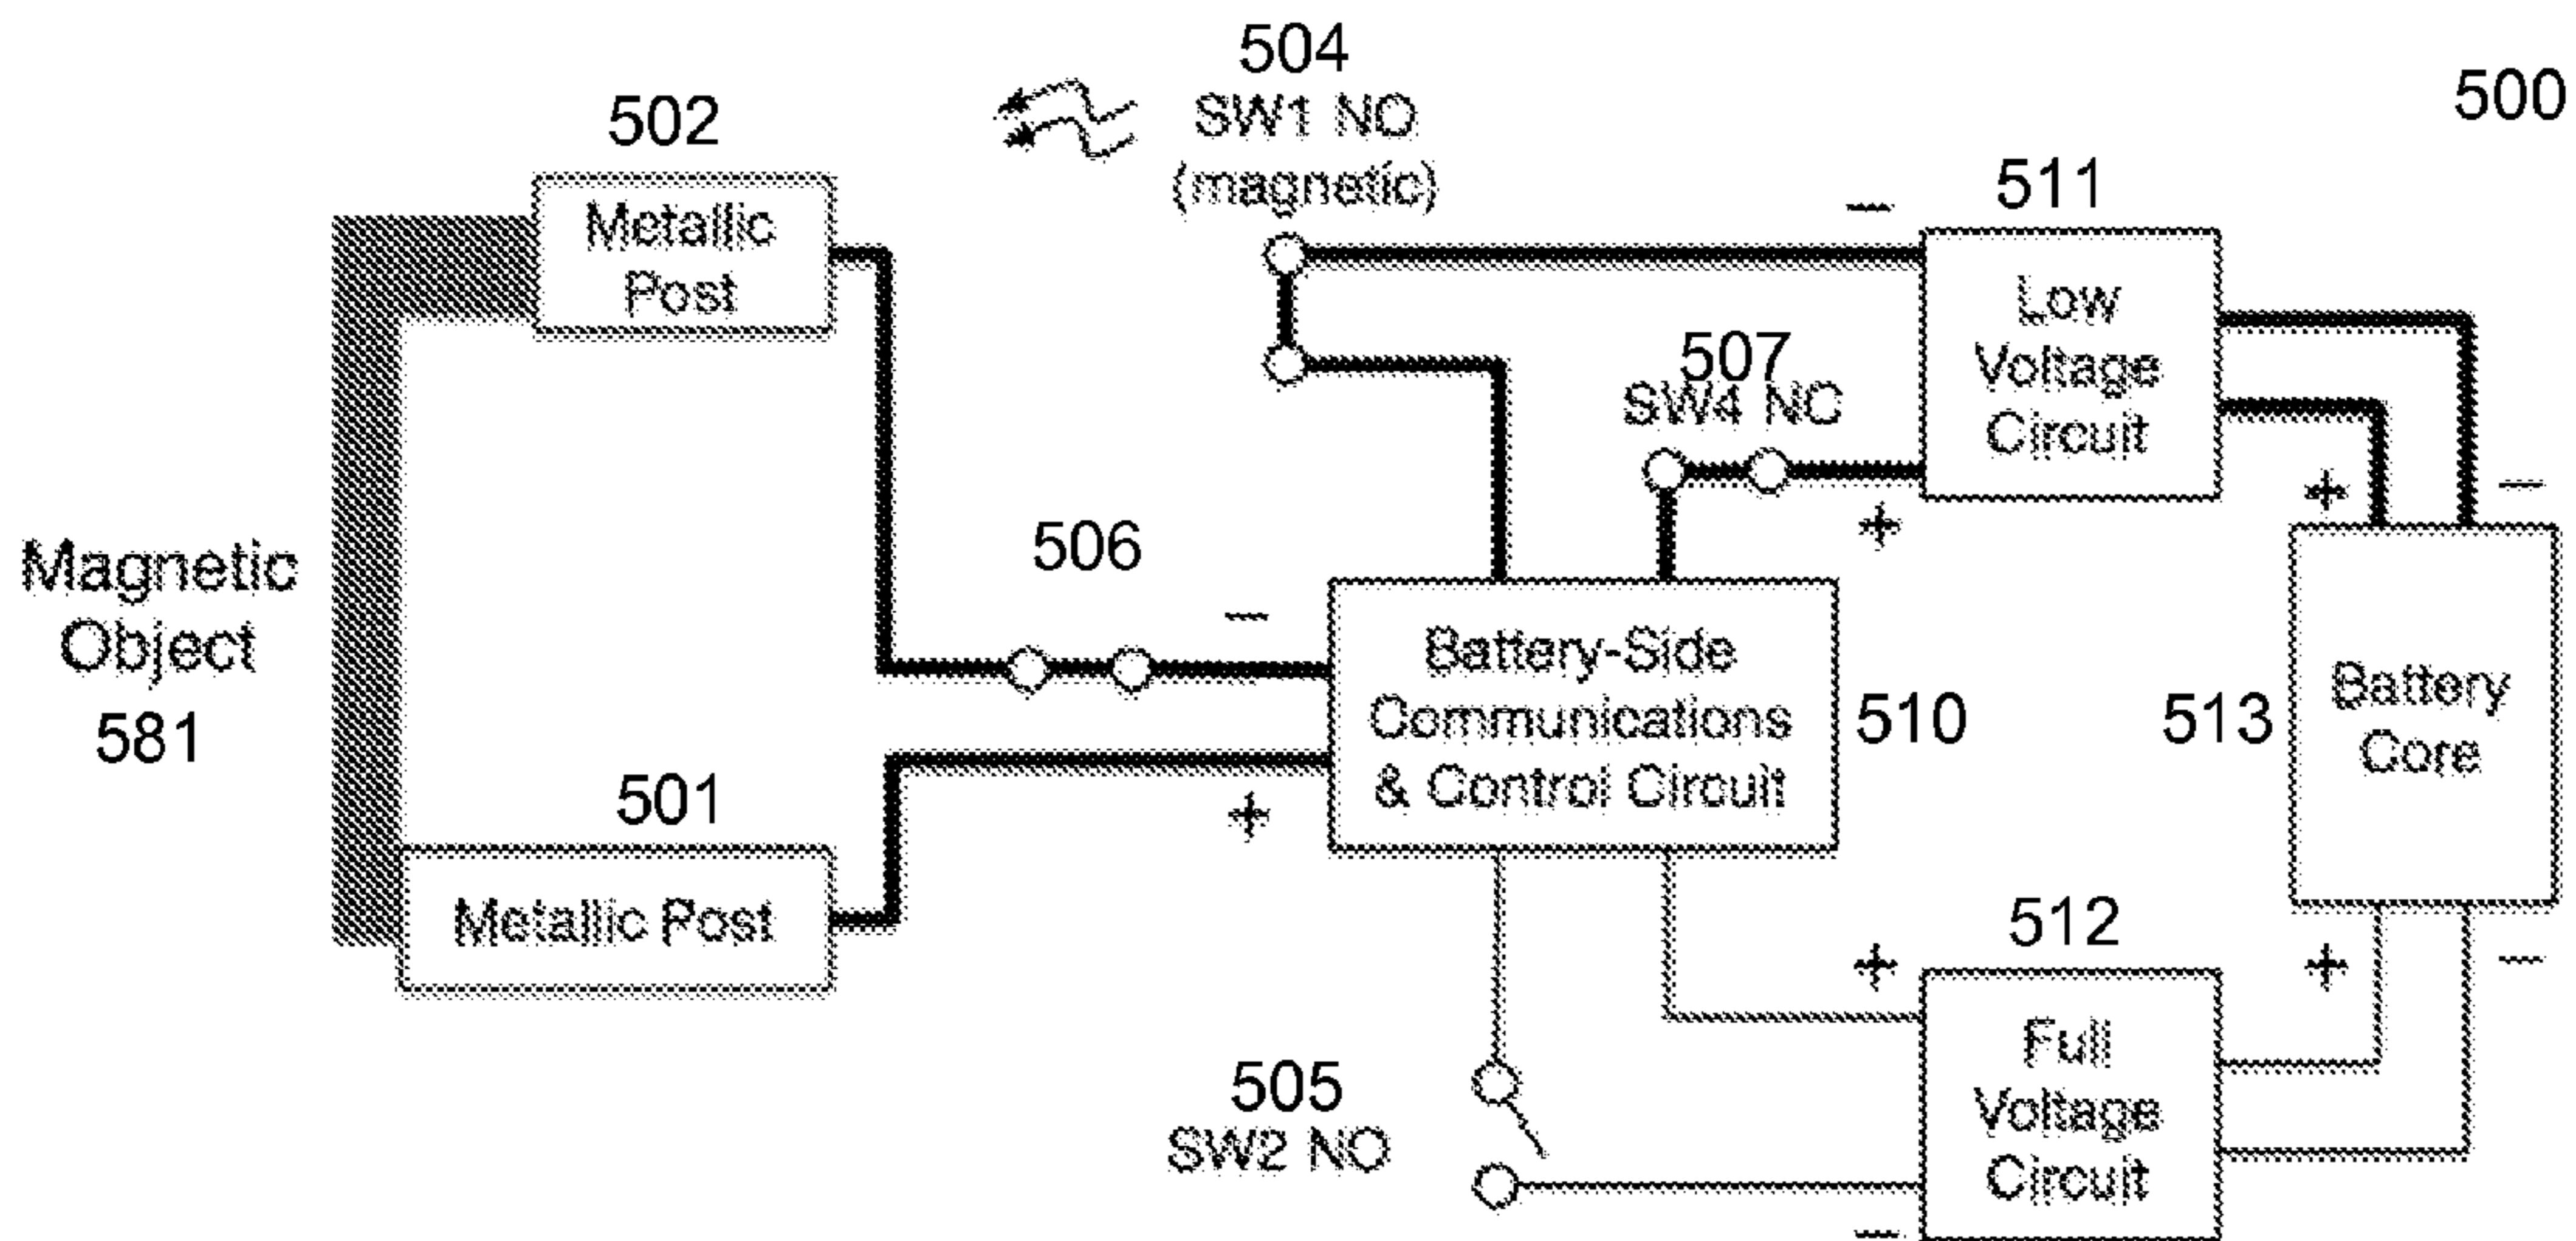 504
SW1 NO
(magnetic)
500
502
Metallic
Post
511
−
Low
Voltage
Circuit
507
SW4 NC
+
+
−
Magnetic
Object
581
506
−
Battery-Side
Communications
& Control Circuit
510
513
Battery
Core
+
501
Metallic Post
512
+
+
−
Full
Voltage
Circuit
505
SW2 NO
−